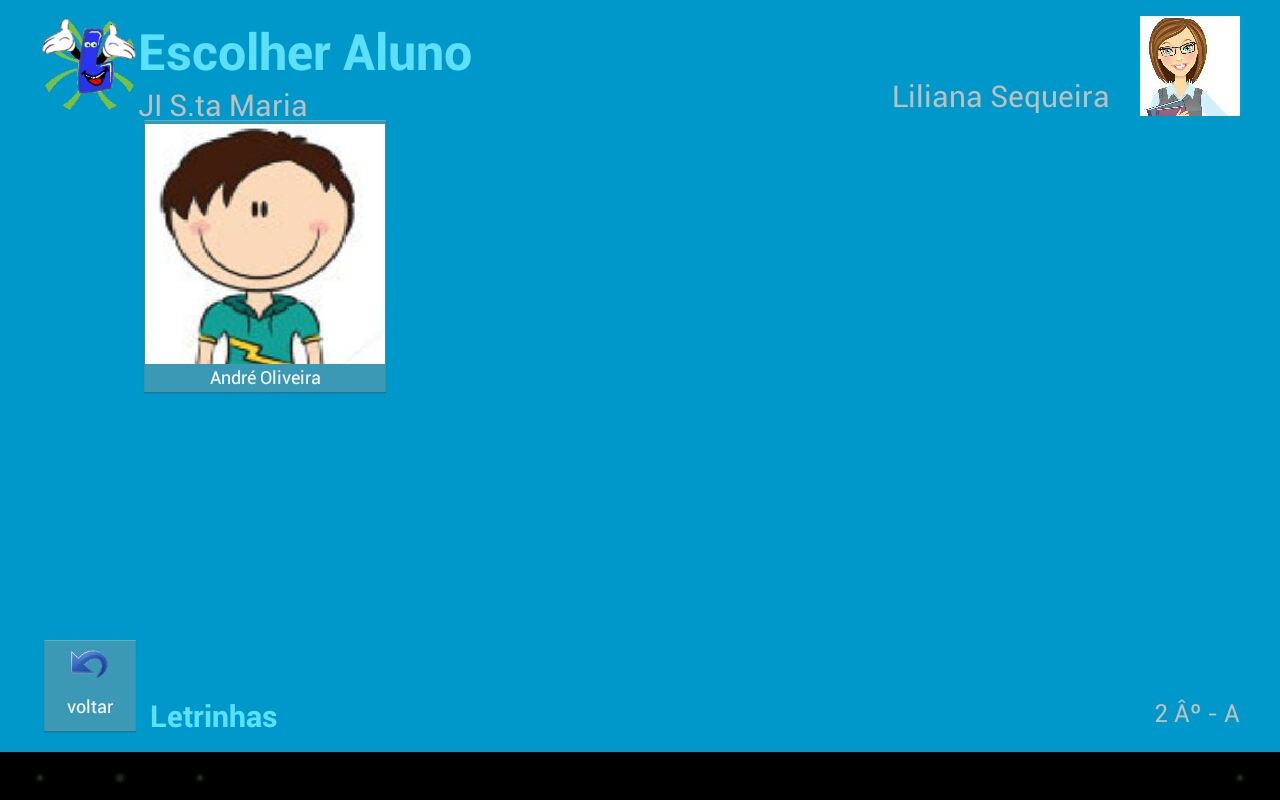 Escolher Aluno
JI S.ta Maria
Liliana Sequeira
André Oliveira
voltar
Letrinhas
2 Âº - A